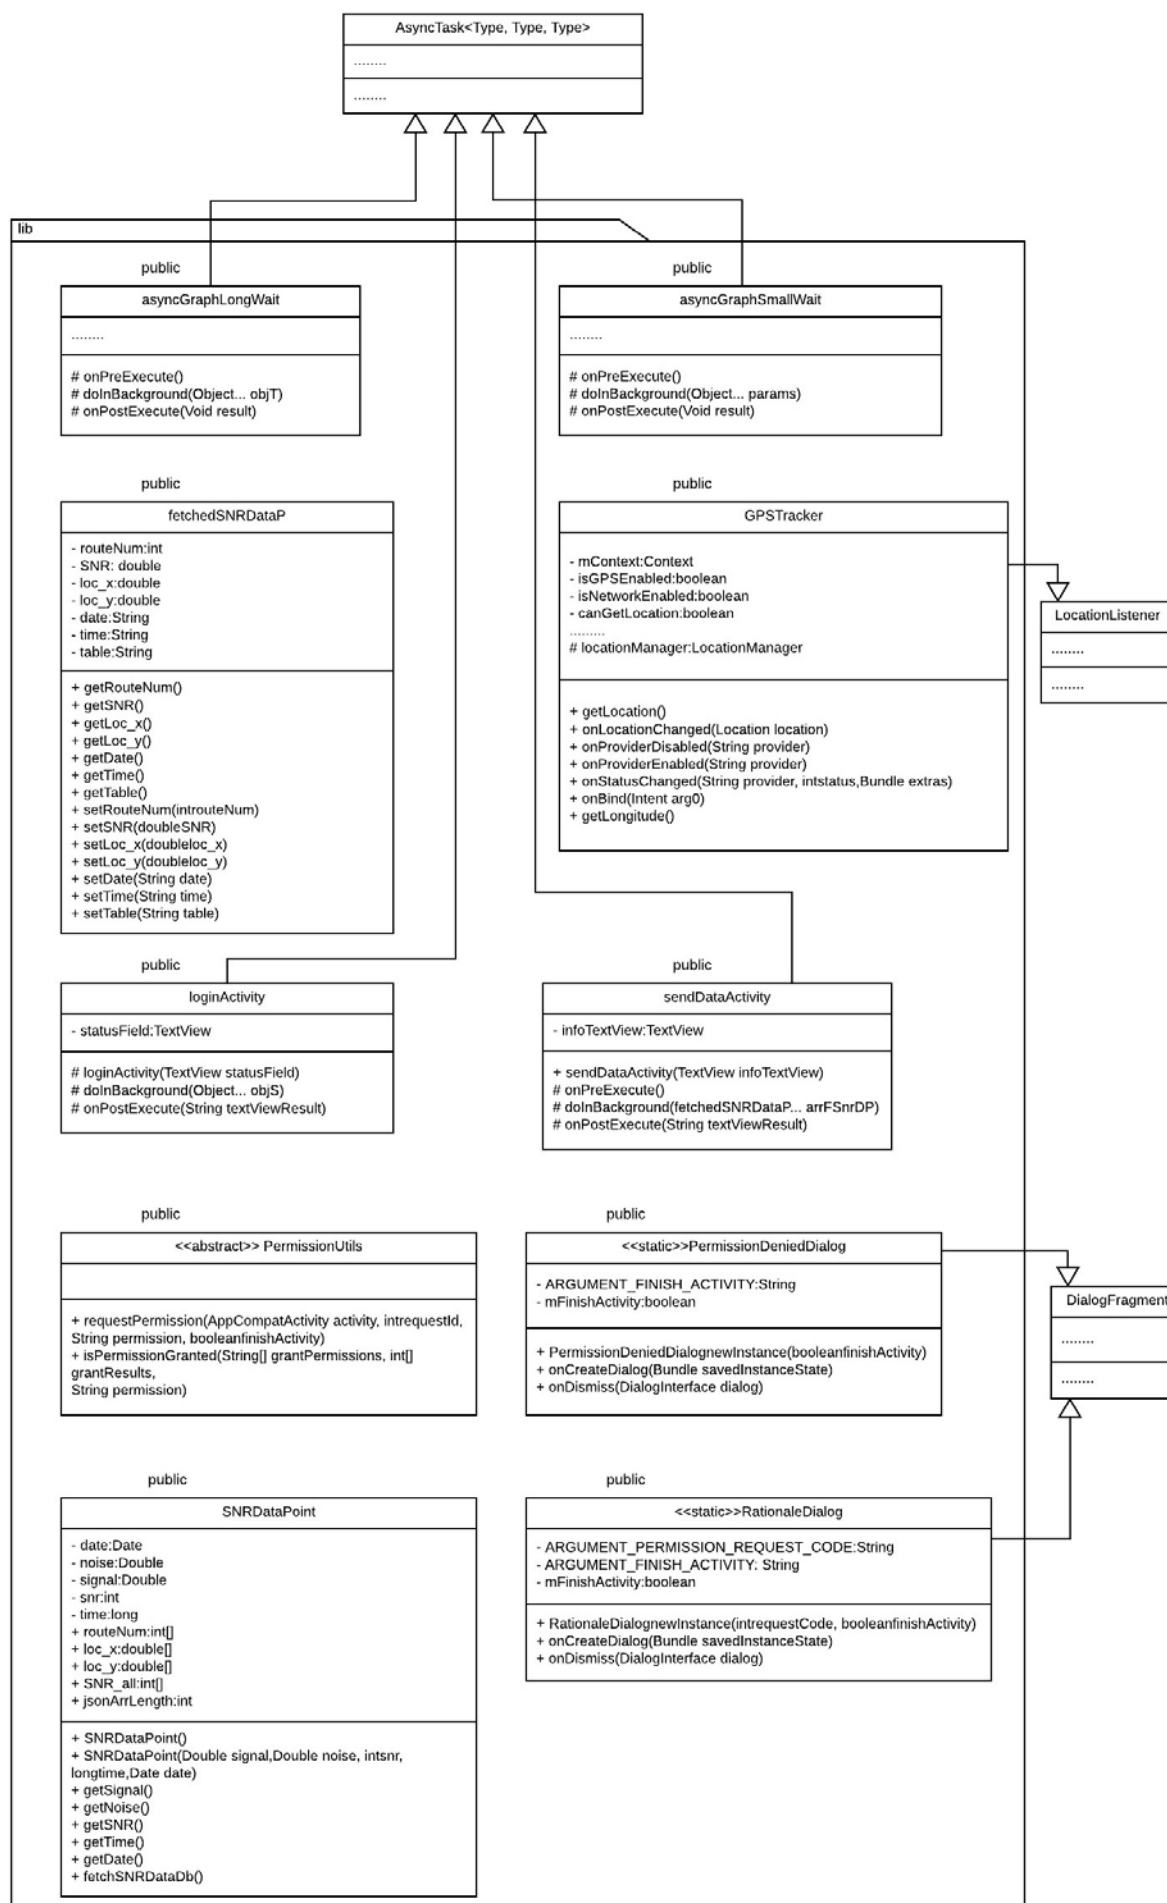 AsyncTask<Type, Type, Type>
........
........
lib
public
asyncGraphLongWait
........
# onPreExecute()
# doInBackground(Object... objT)
# onPostExecute(Void result)
public
asyncGraphSmallWait
........
# onPreExecute()
# doInBackground(Object... params)
# onPostExecute(Void result)
public
fetchedSNRDataP
- routeNum:int
- SNR: double
- loc_x:double
- loc_y:double
- date:String
- time:String
- table:String
+ getRouteNum()
+ getSNR()
+ getLoc_x()
+ getLoc_y()
+ getDate()
+ getTime()
+ getTable()
+ setRouteNum(introuteNum)
+ setSNR(doubleSNR)
+ setLoc_x(doubleloc_x)
+ setLoc_y(doubleloc_y)
+ setDate(String date)
+ setTime(String time)
+ setTable(String table)
public
GPSTracker
- mContext:Context
- isGPSEnabled:boolean
- isNetworkEnabled:boolean
- canGetLocation:boolean
.........
# locationManager:LocationManager
+ getLocation()
+ onLocationChanged(Location location)
+ onProviderDisabled(String provider)
+ onProviderEnabled(String provider)
+ onStatusChanged(String provider, intstatus,Bundle extras)
+ onBind(Intent arg0)
+ getLongitude()
LocationListener
........
........
public
loginActivity
- statusField:TextView
# loginActivity(TextView statusField)
# doInBackground(Object... objS)
# onPostExecute(String textViewResult)
public
sendDataActivity
- infoTextView:TextView
+ sendDataActivity(TextView infoTextView)
# onPreExecute()
# doInBackground(fetchedSNRDataP... arrFSnrDP)
# onPostExecute(String textViewResult)
public
<<abstract>> PermissionUtils
+ requestPermission(AppCompatActivity activity, intrequestId,
String permission, booleanfinishActivity)
+ isPermissionGranted(String[] grantPermissions, int[]
grantResults,
String permission)
public
<<static>>PermissionDeniedDialog
- ARGUMENT_FINISH_ACTIVITY:String
- mFinishActivity:boolean
+ PermissionDeniedDialognewInstance(booleanfinishActivity)
+ onCreateDialog(Bundle savedInstanceState)
+ onDismiss(DialogInterface dialog)
DialogFragment
........
........
public
SNRDataPoint
- date:Date
- noise:Double
- signal:Double
- snr:int
- time:long
+ routeNum:int[]
+ loc_x:double[]
+ loc_y:double[]
+ SNR_all:int[]
+ jsonArrLength:int
+ SNRDataPoint()
+ SNRDataPoint(Double signal,Double noise, intsnr,
longtime,Date date)
+ getSignal()
+ getNoise()
+ getSNR()
+ getTime()
+ getDate()
+ fetchSNRDataDb()
public
<<static>>RationaleDialog
- ARGUMENT_PERMISSION_REQUEST_CODE:String
- ARGUMENT_FINISH_ACTIVITY: String
- mFinishActivity:boolean
+ RationaleDialognewInstance(intrequestCode, booleanfinishActivity)
+ onCreateDialog(Bundle savedInstanceState)
+ onDismiss(DialogInterface dialog)